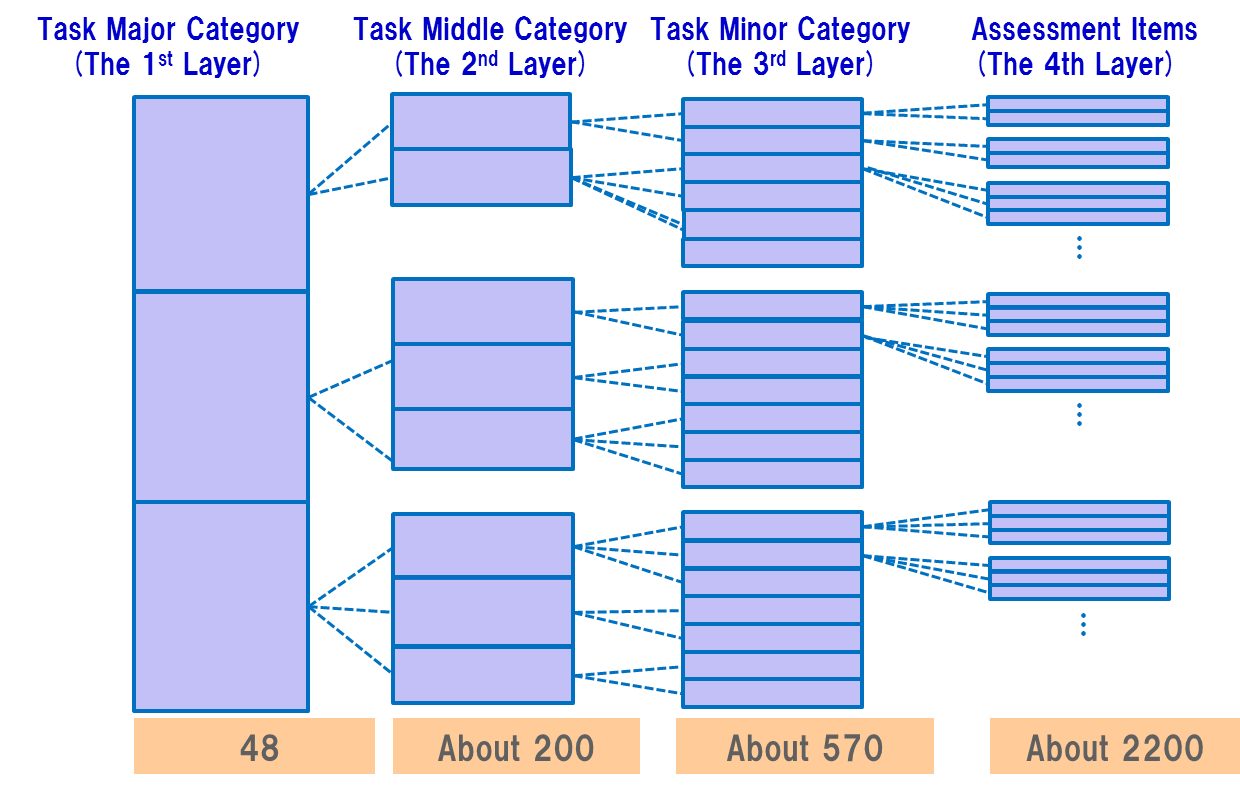 Task Major Category
(The 1st Layer)
Task Middle Category
(The 2nd Layer)
Task Minor Category
(The 3rd Layer)
Assessment Items
(The 4th Layer)
48
About 200
About 570
About 2200